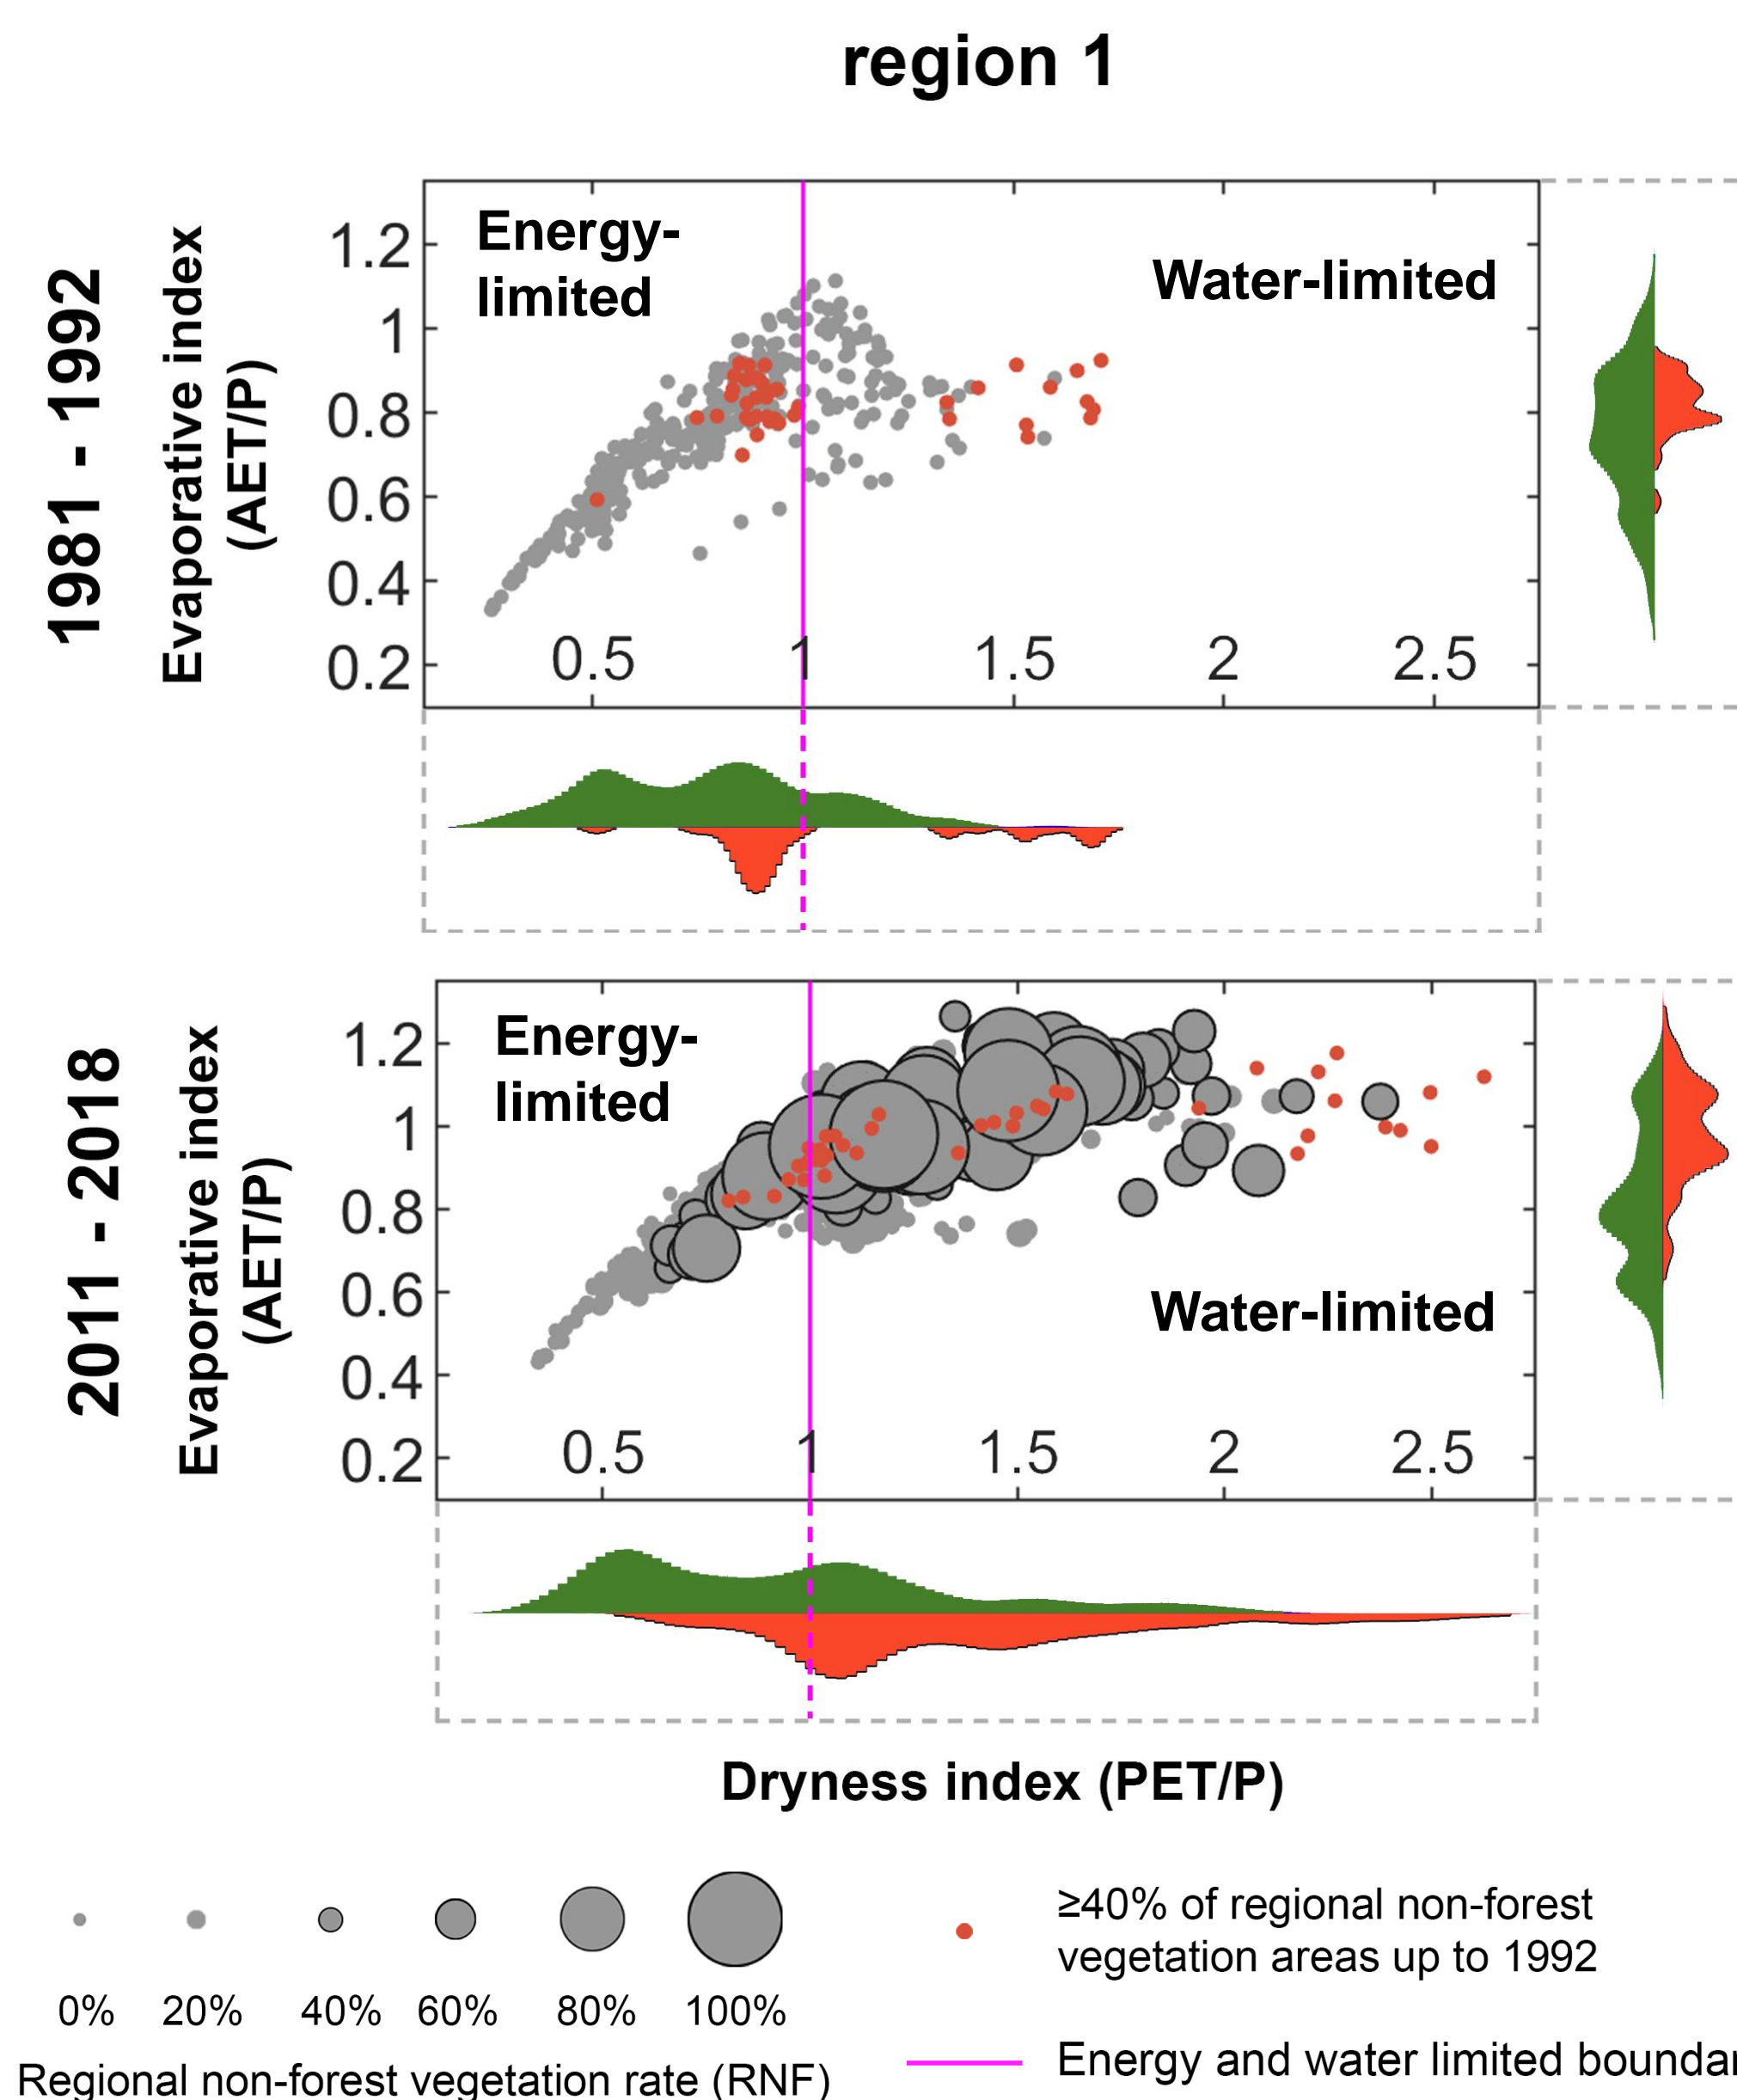 region 1
1981 - 1992
Evaporative index
(AET/P)
Energy-
limited
Water-limited
1.2
1
0.8
0.6
0.4
0.2
0.5 1 1.5 2 2.5
2011 - 2018
Evaporative index
(AET/P)
Energy-
limited
Water-limited
1.2
1
0.8
0.6
0.4
0.2
0.5 1 1.5 2 2.5
Dryness index (PET/P)
0% 20% 40% 60% 80% 100%
Regional non-forest vegetation rate (RNF)
≥40% of regional non-forest
vegetation areas up to 1992
Energy and water limited boundar